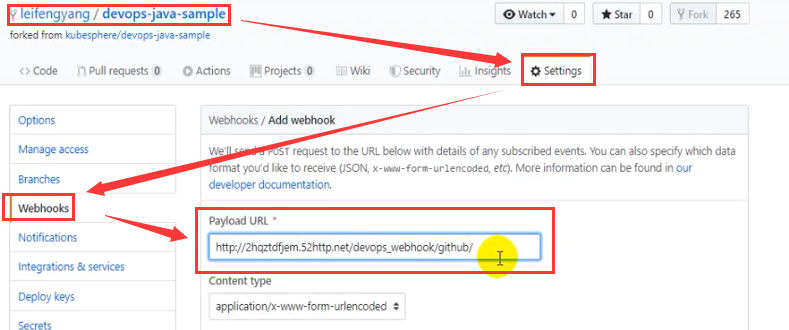 leifengyang / devops-java-sample
Watch 0 Star 0 Fork 265
forked from kubesphere/devops-java-sample
Code Pull requests 0 Actions Projects 0 Wiki Security Insights Settings
Options
Manage access
Branches
Webhooks
Notifications
Integrations & services
Deploy keys
Secrets
Webhooks / Add webhook
We'll send a POST request to the URL below with details of any subscribed events. You can also specify which data
format you'd like to receive (JSON, x-www-form-urlencoded, etc). More information can be found in our
developer documentation.
Payload URL *
http://2hqztdfjem.52http.net/devops_webhook/github/
Content type
application/x-www-form-urlencoded